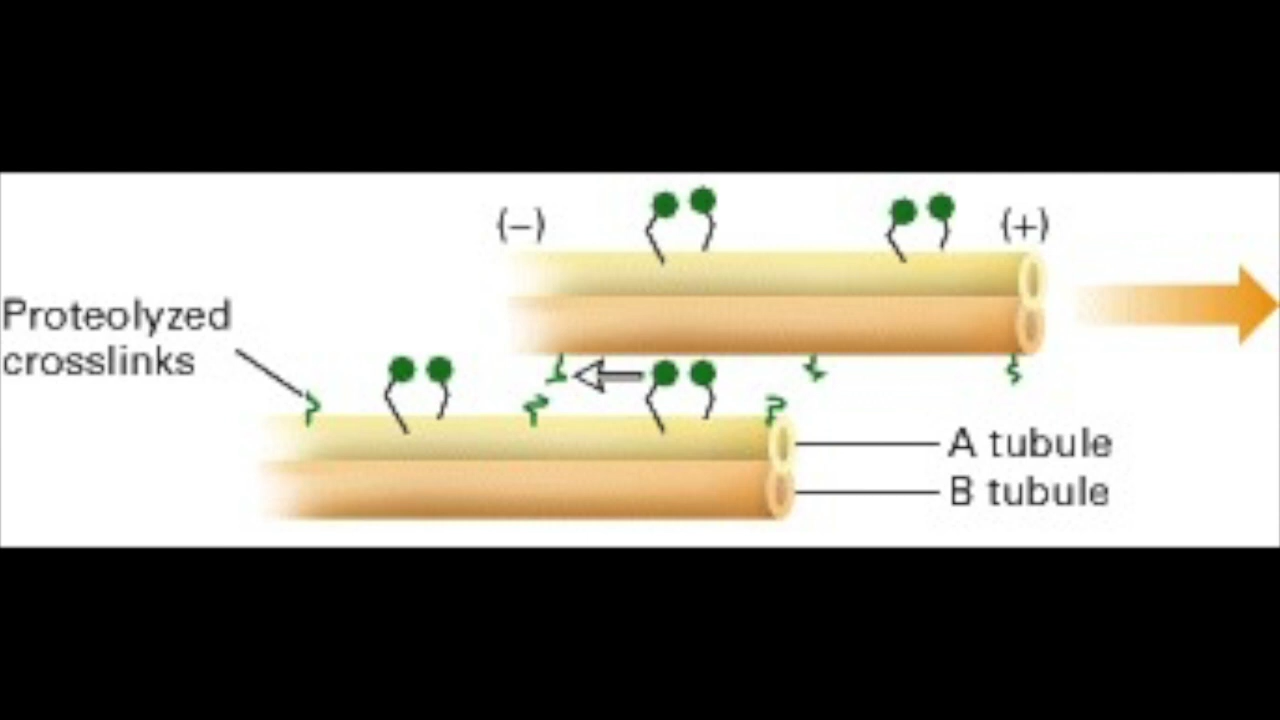 (–)
(+)
Proteolyzed
crosslinks
A tubule
B tubule